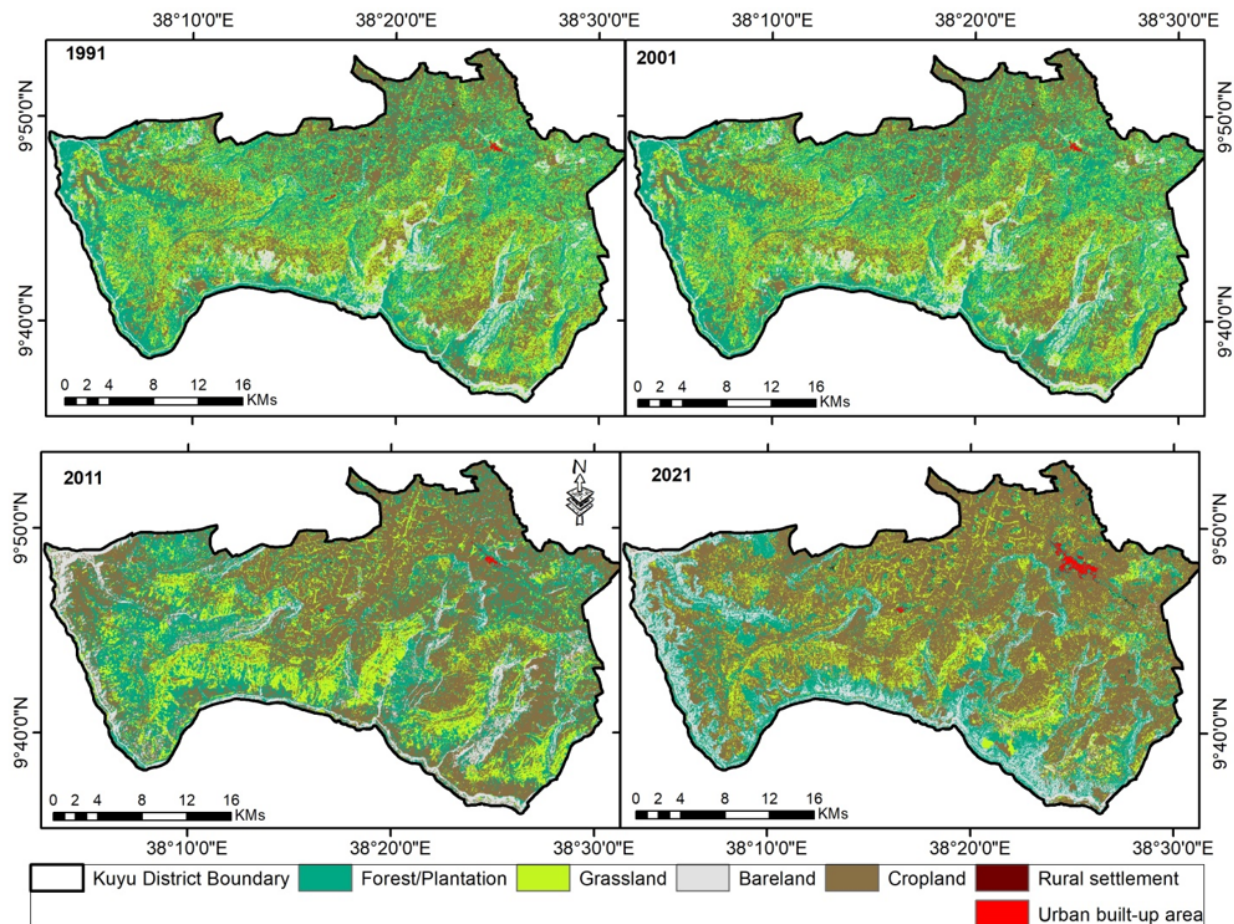 38°10'0"E 38°20'0"E 38°30'0"E 38°10'0"E 38°20'0"E 38°30'0"E
1991
2001
9°50'0"N
9°50'0"N
9°40'0"N
9°40'0"N
0 2 4 8 12 16
KMs
0 2 4 8 12 16
KMs
2011
N
2021
9°50'0"N
9°50'0"N
9°40'0"N
9°40'0"N
0 2 4 8 12 16
KMs
0 2 4 8 12 16
KMs
38°10'0"E 38°20'0"E 38°30'0"E 38°10'0"E 38°20'0"E 38°30'0"E
Kuyu District Boundary Forest/Plantation Grassland Bareland Cropland Rural settlement
Urban built-up area